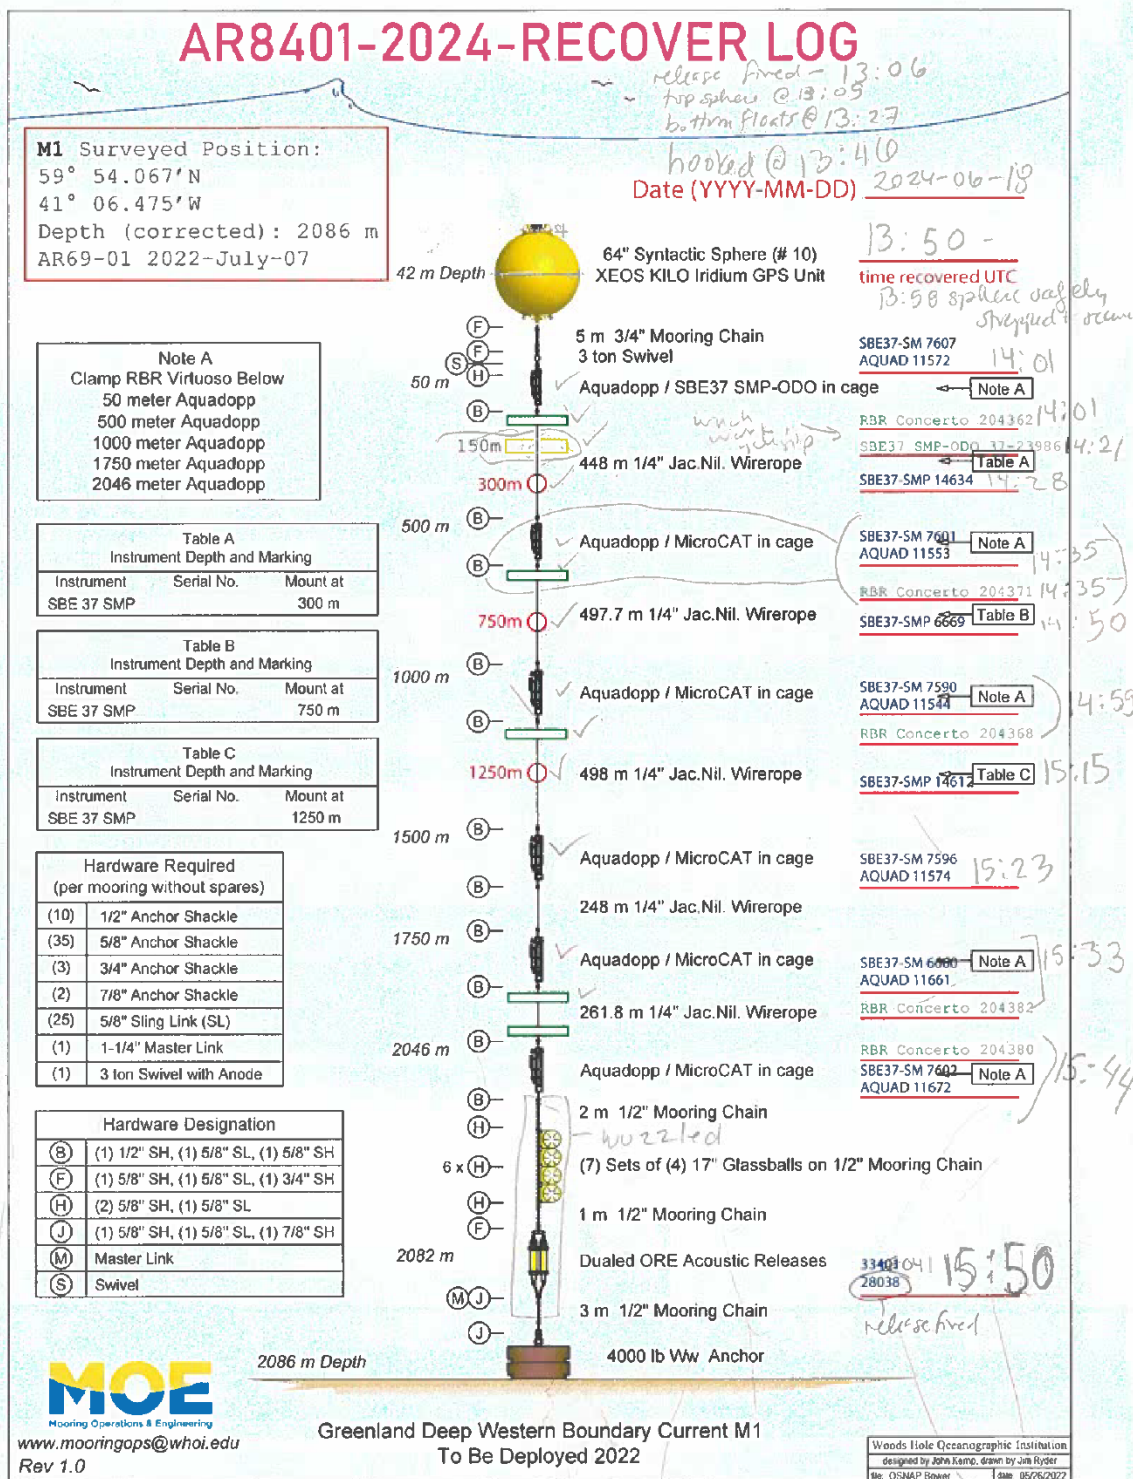 AR8401-2024-RECOVER LOG
release fired - 13:06
top sphere @ 13:09
bottom floats @ 13:27
hooked @ 13:40
Date (YYYY-MM-DD) 2024-06-18
M1 Surveyed Position:
59° 54.067'N
41° 06.475'W
Depth (corrected): 2086 m
AR69-01 2022-July-07
42 m Depth
64" Syntactic Sphere (# 10)
XEOS KILO Iridium GPS Unit
13:50 -
time recovered UTC
13:58 sphere safely
strapped &
Note A
Clamp RBR Virtuoso Below
50 meter Aquadopp
500 meter Aquadopp
1000 meter Aquadopp
1750 meter Aquadopp
2046 meter Aquadopp
F
5 m 3/4" Mooring Chain
F
3 ton Swivel
S
H
50 m
Aquadopp / SBE37 SMP-ODO in cage
SBE37-SM 7607
AQUAD 11572
14:01
Note A
B
RBR Concerto 204362 14:01
150m
SBE37 SMP-ODO 37-23986 14:21
448 m 1/4" Jac.Nil. Wirerope
Table A
300m
SBE37-SMP 14634 14:28
Table A
Instrument Depth and Marking
Instrument Serial No. Mount at
SBE 37 SMP 300 m
500 m
B
Aquadopp / MicroCAT in cage
SBE37-SM 7601
AQUAD 11553
Note A
14:35
B
RBR Concerto 204371 14:35
750m
497.7 m 1/4" Jac.Nil. Wirerope
SBE37-SMP 6669
Table B
14:50
Table B
Instrument Depth and Marking
Instrument Serial No. Mount at
SBE 37 SMP 750 m
1000 m
B
Aquadopp / MicroCAT in cage
SBE37-SM 7590
AQUAD 11544
Note A
14:59
B
RBR Concerto 204368
Table C
Instrument Depth and Marking
Instrument Serial No. Mount at
SBE 37 SMP 1250 m
1250m
498 m 1/4" Jac.Nil. Wirerope
SBE37-SMP 14612
Table C
15:15
1500 m
B
Aquadopp / MicroCAT in cage
SBE37-SM 7596
AQUAD 11574
15:23
B
248 m 1/4" Jac.Nil. Wirerope
1750 m
B
Aquadopp / MicroCAT in cage
SBE37-SM
AQUAD 11661
Note A
15:33
B
RBR Concerto 204382
261.8 m 1/4" Jac.Nil. Wirerope
2046 m
B
RBR Concerto 204380
Aquadopp / MicroCAT in cage
SBE37-SM 7602
AQUAD 11672
Note A
15:44
B
2 m 1/2" Mooring Chain
H
- wuzzled
6 x H
(7) Sets of (4) 17" Glassballs on 1/2" Mooring Chain
H
1 m 1/2" Mooring Chain
F
2082 m
Dualed ORE Acoustic Releases
28038
15:50
release fired
M J
3 m 1/2" Mooring Chain
J
4000 lb Ww Anchor
2086 m Depth
Hardware Required
(per mooring without spares)
(10) 1/2" Anchor Shackle
(35) 5/8" Anchor Shackle
(3) 3/4" Anchor Shackle
(2) 7/8" Anchor Shackle
(25) 5/8" Sling Link (SL)
(1) 1-1/4" Master Link
(1) 3 ton Swivel with Anode
Hardware Designation
B (1) 1/2" SH, (1) 5/8" SL, (1) 5/8" SH
F (1) 5/8" SH, (1) 5/8" SL, (1) 3/4" SH
H (2) 5/8" SH, (1) 5/8" SL
J (1) 5/8" SH, (1) 5/8" SL, (1) 7/8" SH
M Master Link
S Swivel
MOE
Mooring Operations & Engineering
www.mooringops@whoi.edu
Rev 1.0
Greenland Deep Western Boundary Current M1
To Be Deployed 2022
Woods Hole Oceanographic Institution
designed by John Kemp, drawn by Jim Ryder
file: OSNAP Bower date 05/26/2022